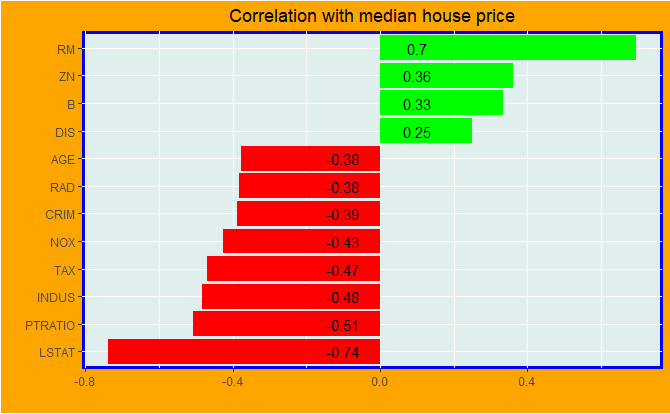 Correlation with median house price
RM 0.7
ZN 0.36
B 0.33
DIS 0.25
AGE -0.38
RAD -0.38
CRIM -0.39
NOX -0.43
TAX -0.47
INDUS -0.48
PTRATIO -0.51
LSTAT -0.74
-0.8 -0.4 0.0 0.4